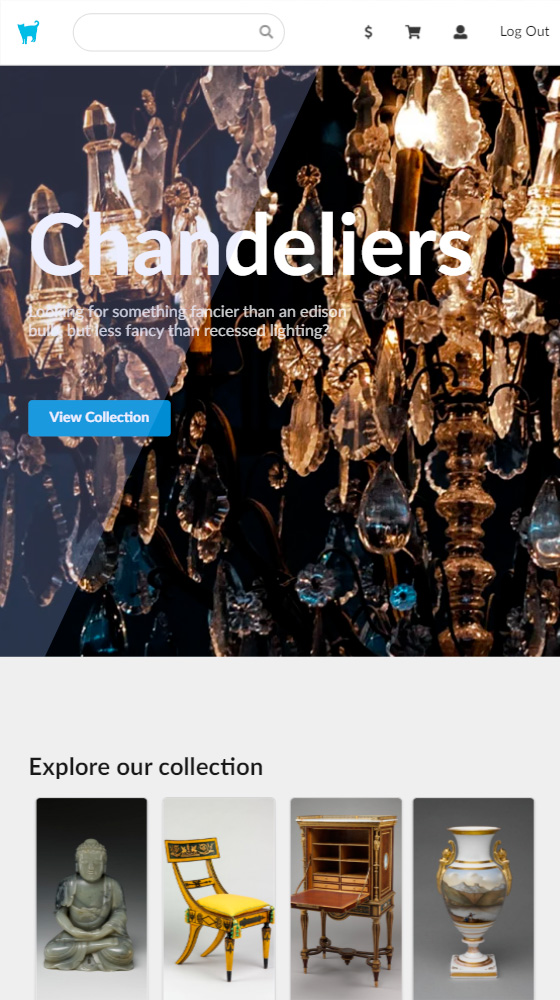 $
Log Out
Chandeliers
Looking for something fancier than an edison
bulb but less fancy than recessed lighting?
View Collection
Explore our collection